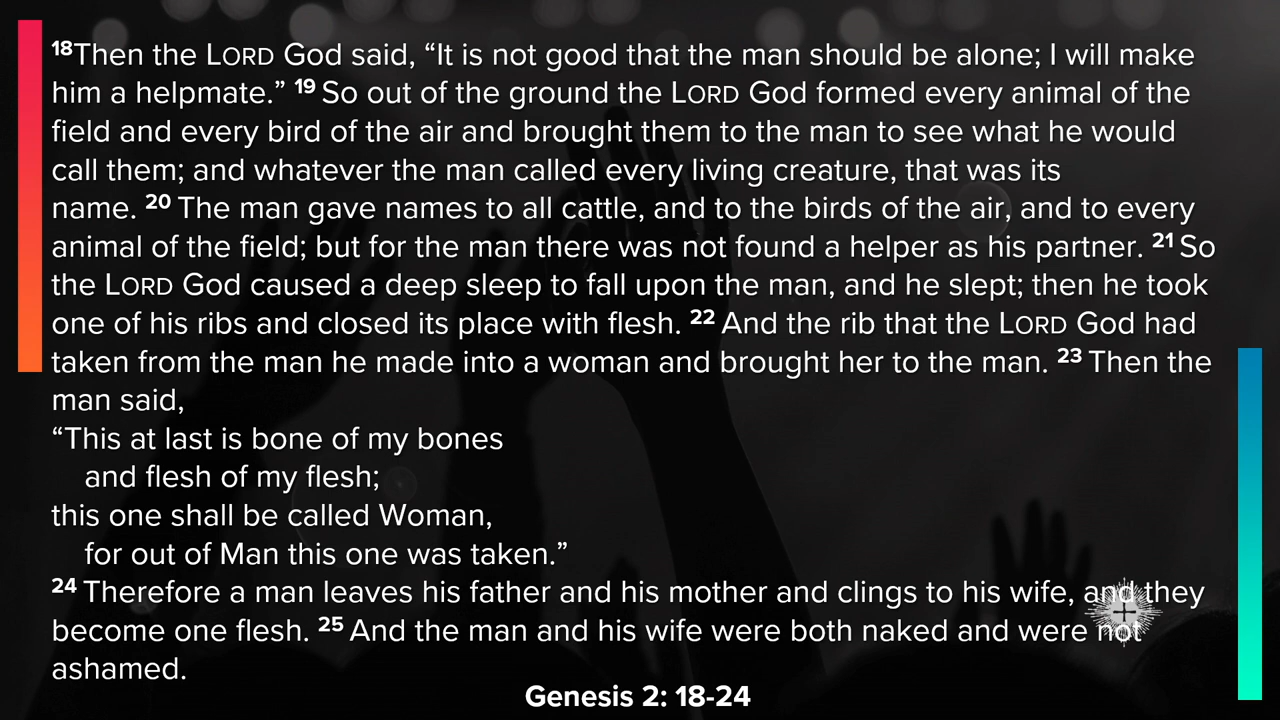 18Then the LORD God said, “It is not good that the man should be alone; I will make
him a helpmate.” 19 So out of the ground the LORD God formed every animal of the
field and every bird of the air and brought them to the man to see what he would
call them; and whatever the man called every living creature, that was its
name. 20 The man gave names to all cattle, and to the birds of the air, and to every
animal of the field; but for the man there was not found a helper as his partner. 21 So
the LORD God caused a deep sleep to fall upon the man, and he slept; then he took
one of his ribs and closed its place with flesh. 22 And the rib that the LORD God had
taken from the man he made into a woman and brought her to the man. 23 Then the
man said,
“This at last is bone of my bones
and flesh of my flesh;
this one shall be called Woman,
for out of Man this one was taken.”
24 Therefore a man leaves his father and his mother and clings to his wife, and they
become one flesh. 25 And the man and his wife were both naked and were not
ashamed.
Genesis 2: 18-24